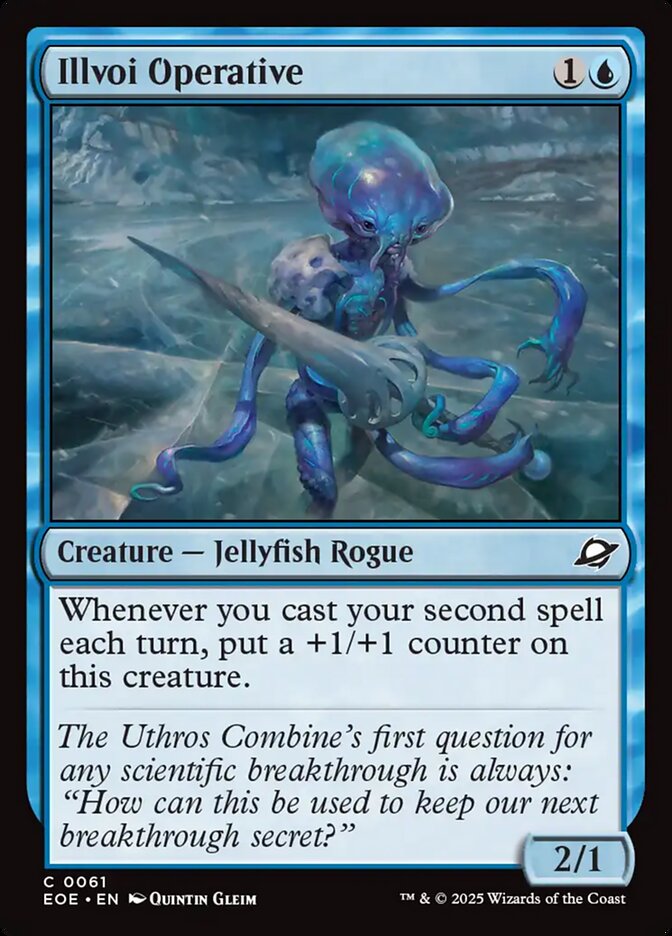 Illvoi Operative 1
Creature — Jellyfish Rogue
Whenever you cast your second spell
each turn, put a +1/+1 counter on
this creature.
The Uthros Combine's first question for
any scientific breakthrough is always:
“How can this be used to keep our next
breakthrough secret?”
2/1
C 0061
EOE • EN Quintin Gleim
™ & © 2025 Wizards of the Coast